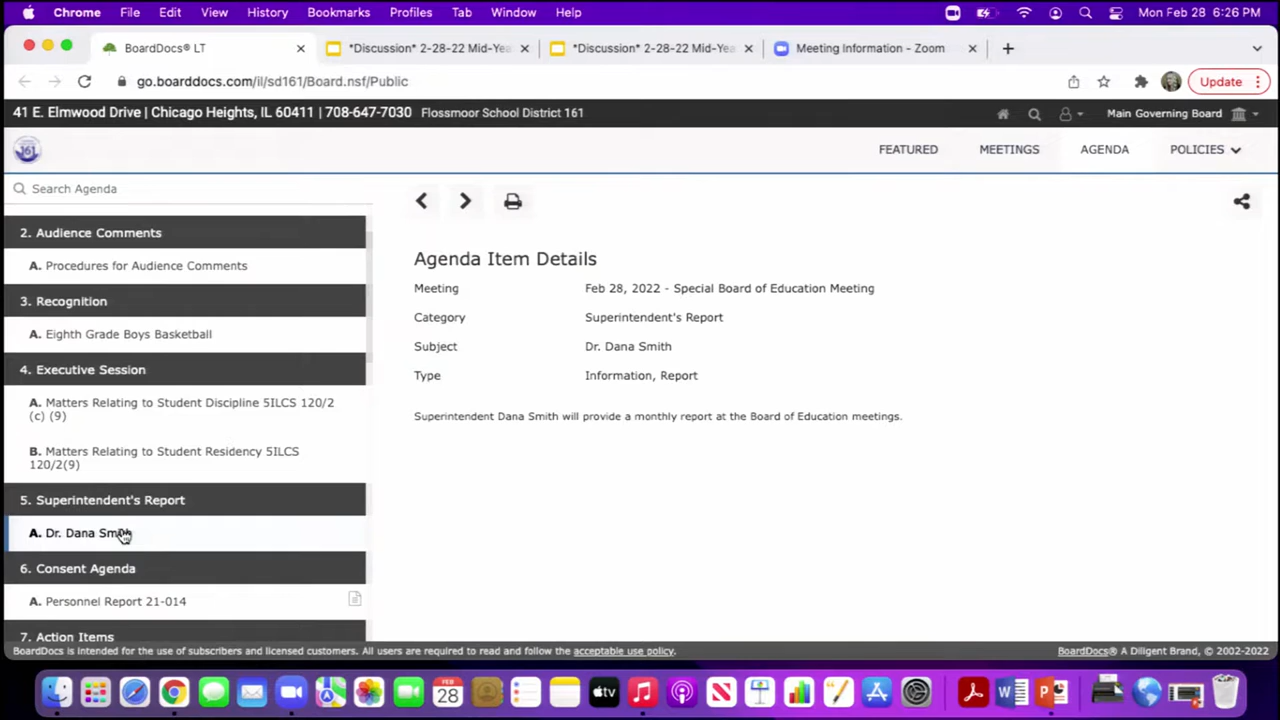 Chrome File Edit View History Bookmarks Profiles Tab Window Help Mon Feb 28 6:26 PM
BoardDocs® LT *Discussion* 2-28-22 Mid-Yea *Discussion* 2-28-22 Mid-Yea Meeting Information - Zoom
go.boarddocs.com/il/sd161/Board.nsf/Public Update
41 E. Elmwood Drive | Chicago Heights, IL 60411 | 708-647-7030 Flossmoor School District 161 Main Governing Board
161 FEATURED MEETINGS AGENDA POLICIES
Search Agenda
2. Audience Comments
A. Procedures for Audience Comments
3. Recognition
A. Eighth Grade Boys Basketball
4. Executive Session
A. Matters Relating to Student Discipline 5ILCS 120/2
(c) (9)
B. Matters Relating to Student Residency 5ILCS
120/2(9)
5. Superintendent's Report
A. Dr. Dana Smith
6. Consent Agenda
A. Personnel Report 21-014
7. Action Items
Agenda Item Details
Meeting Feb 28, 2022 - Special Board of Education Meeting
Category Superintendent's Report
Subject Dr. Dana Smith
Type Information, Report
Superintendent Dana Smith will provide a monthly report at the Board of Education meetings.
BoardDocs is intended for the use of subscribers and licensed customers. All users are required to read and follow the acceptable use policy. BoardDocs® A Diligent Brand, © 2002-2022
FEB
28
tv